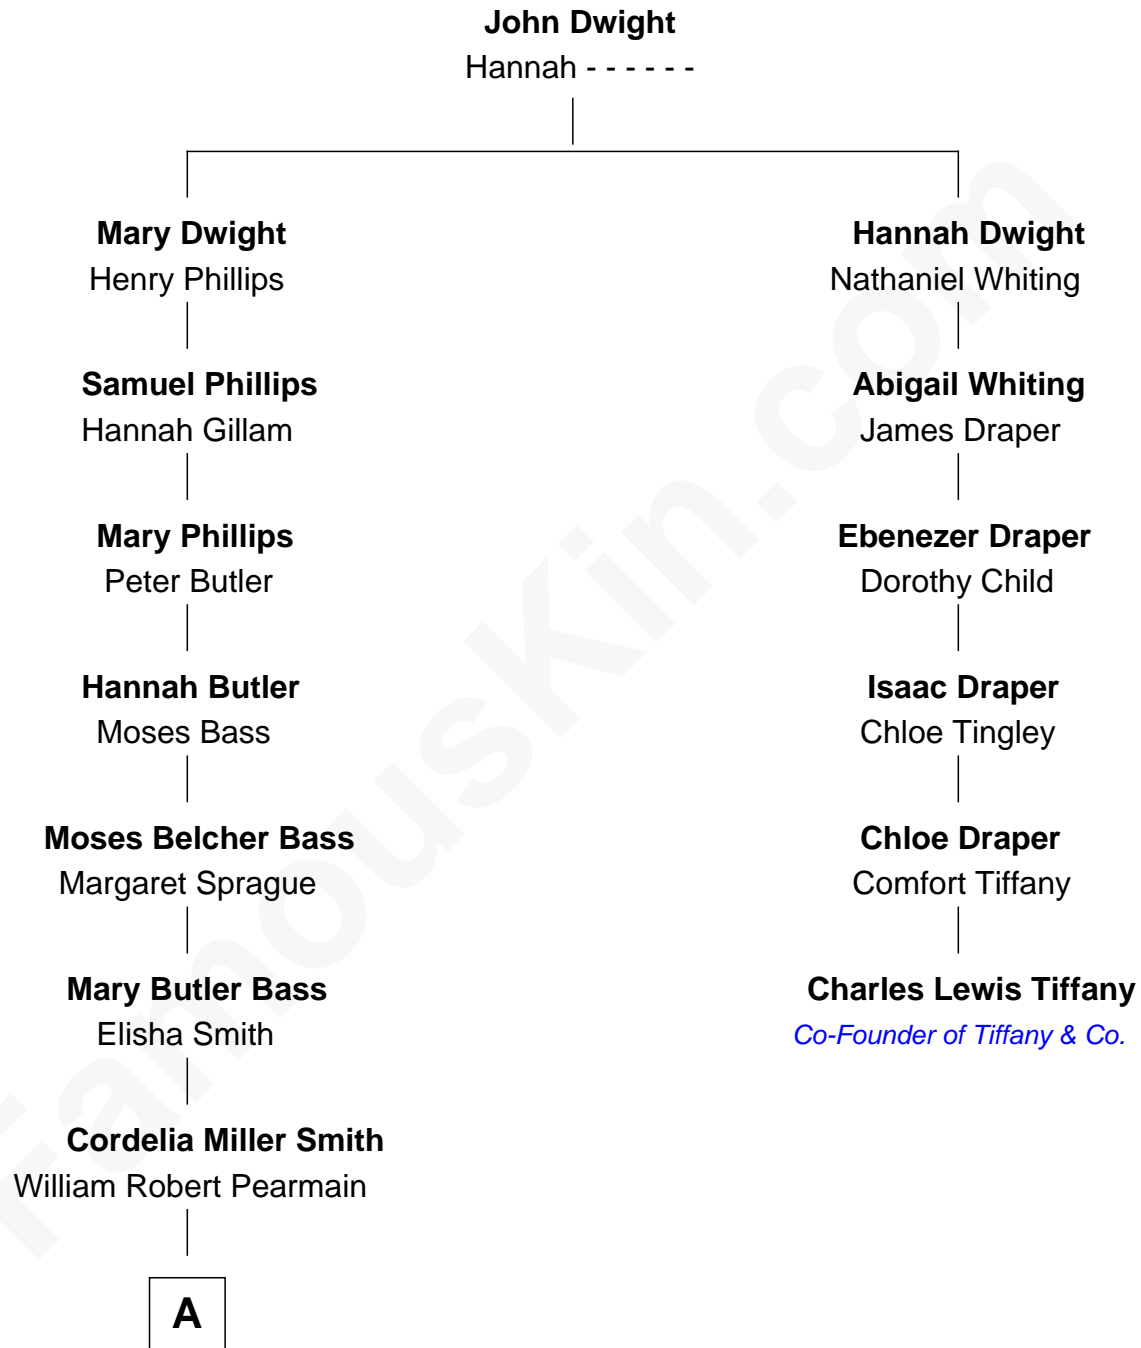 John Dwight
Hannah - - - - - -
Mary Dwight
Henry Phillips
Hannah Dwight
Nathaniel Whiting
Samuel Phillips
Hannah Gillam
Abigail Whiting
James Draper
Mary Phillips
Peter Butler
Ebenezer Draper
Dorothy Child
Hannah Butler
Moses Bass
Isaac Draper
Chloe Tingley
Moses Belcher Bass
Margaret Sprague
Chloe Draper
Comfort Tiffany
Mary Butler Bass
Elisha Smith
Charles Lewis Tiffany
Co-Founder of Tiffany & Co.
Cordelia Miller Smith
William Robert Pearmain
A
FamousKin.com